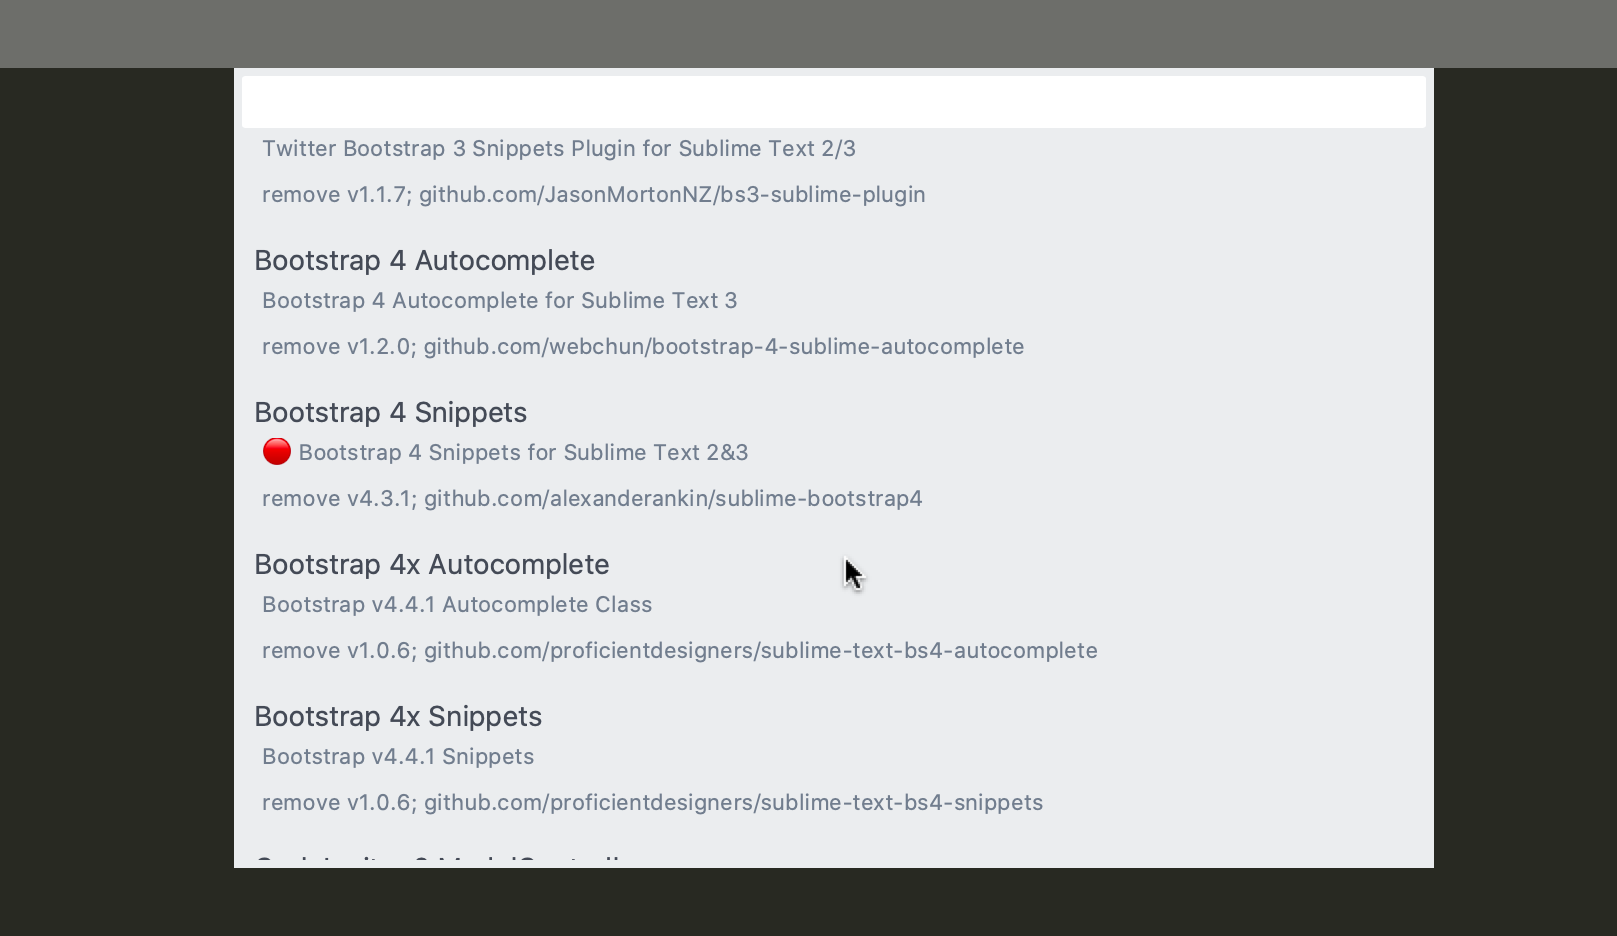 Twitter Bootstrap 3 Snippets Plugin for Sublime Text 2/3
remove v1.1.7; github.com/JasonMortonNZ/bs3-sublime-plugin
Bootstrap 4 Autocomplete
Bootstrap 4 Autocomplete for Sublime Text 3
remove v1.2.0; github.com/webchun/bootstrap-4-sublime-autocomplete
Bootstrap 4 Snippets
Bootstrap 4 Snippets for Sublime Text 2&3
remove v4.3.1; github.com/alexanderankin/sublime-bootstrap4
Bootstrap 4x Autocomplete
Bootstrap v4.4.1 Autocomplete Class
remove v1.0.6; github.com/proficientdesigners/sublime-text-bs4-autocomplete
Bootstrap 4x Snippets
Bootstrap v4.4.1 Snippets
remove v1.0.6; github.com/proficientdesigners/sublime-text-bs4-snippets